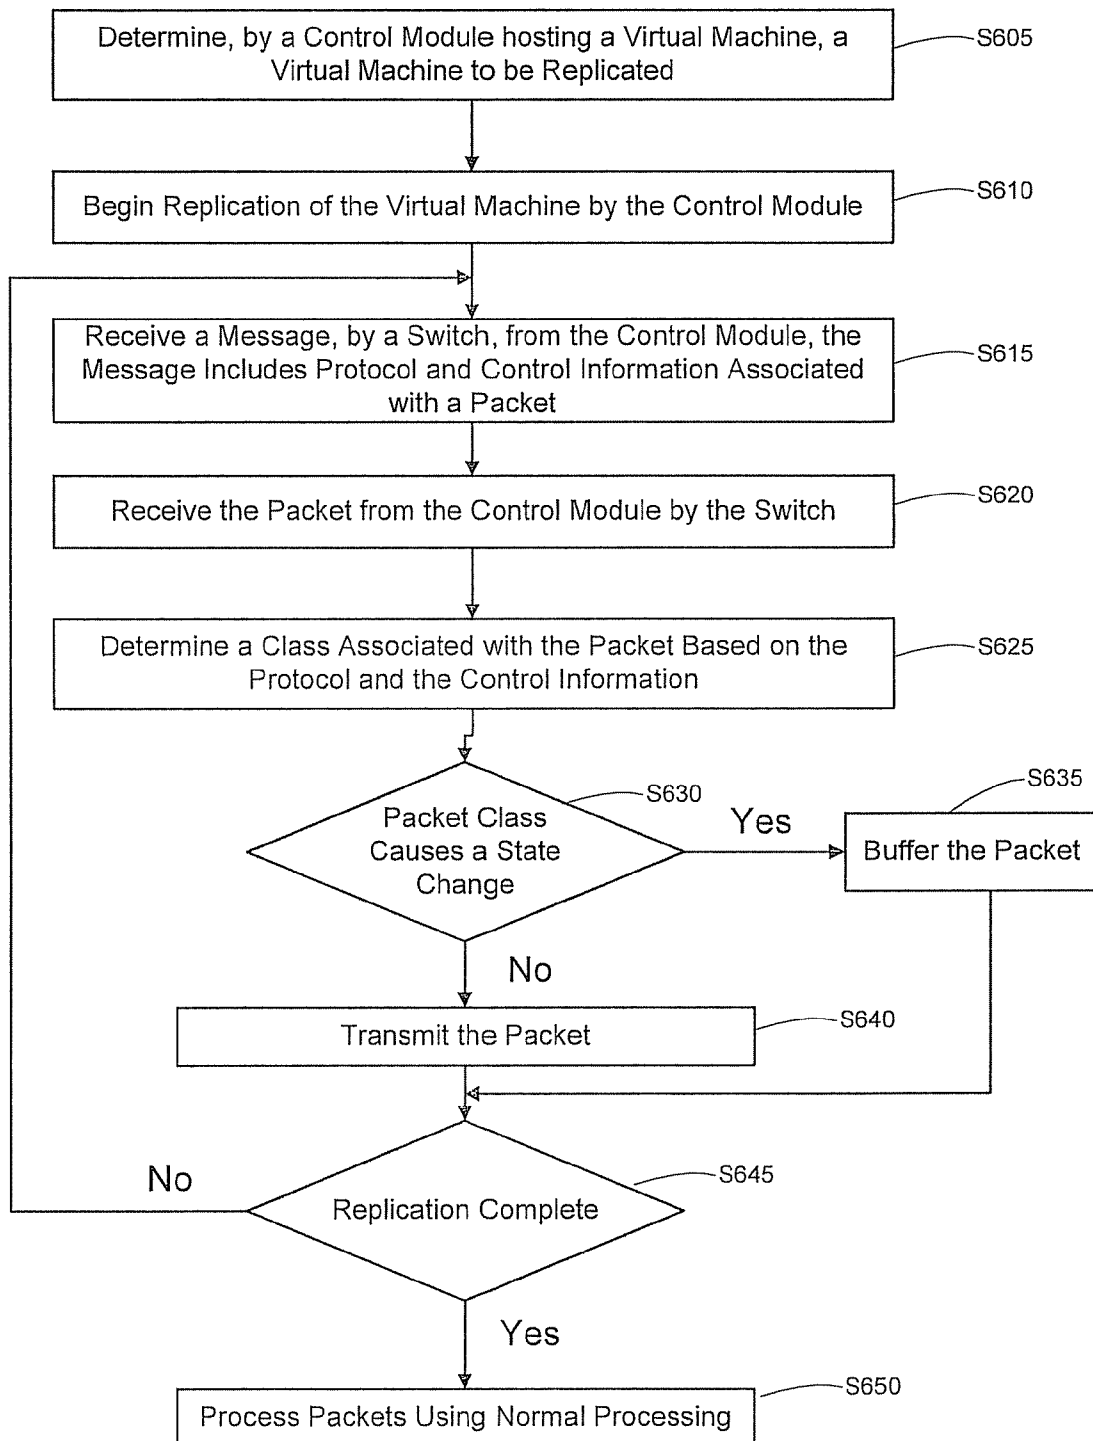 Determine, by a Control Module hosting a Virtual Machine, a
Virtual Machine to be Replicated
S605
Begin Replication of the Virtual Machine by the Control Module
S610
Receive a Message, by a Switch, from the Control Module, the
Message Includes Protocol and Control Information Associated
with a Packet
S615
Receive the Packet from the Control Module by the Switch
S620
Determine a Class Associated with the Packet Based on the
Protocol and the Control Information
S625
Packet Class
Causes a State
Change
S630
Yes
Buffer the Packet
S635
No
Transmit the Packet
S640
Replication Complete
S645
No
Yes
Process Packets Using Normal Processing
S650